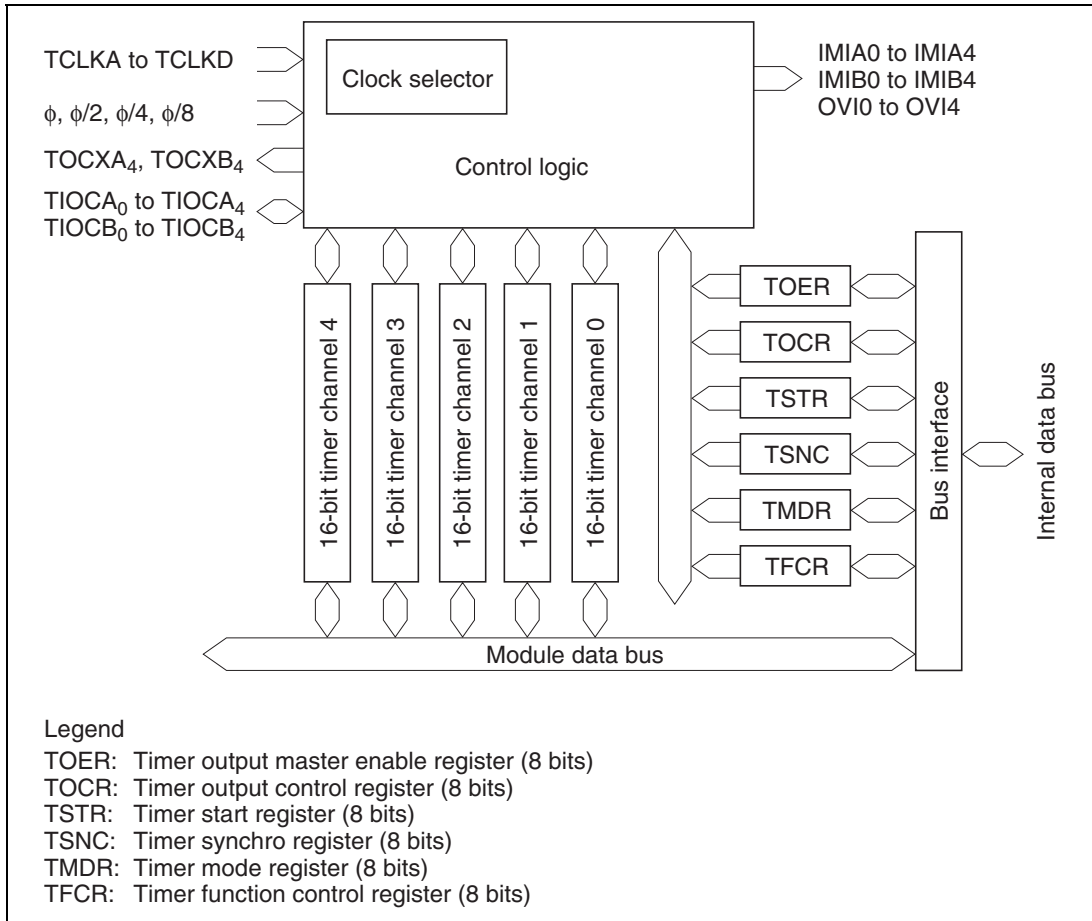 TCLKA to TCLKD
ϕ, ϕ/2, ϕ/4, ϕ/8
TOCXA₄, TOCXB₄
TIOCA₀ to TIOCA₄
TIOCB₀ to TIOCB₄
Clock selector
Control logic
IMIA0 to IMIA4
IMIB0 to IMIB4
OVI0 to OVI4
16-bit timer channel 4
16-bit timer channel 3
16-bit timer channel 2
16-bit timer channel 1
16-bit timer channel 0
TOER
TOCR
TSTR
TSNC
TMDR
TFCR
Bus interface
Internal data bus
Module data bus
Legend
TOER: Timer output master enable register (8 bits)
TOCR: Timer output control register (8 bits)
TSTR: Timer start register (8 bits)
TSNC: Timer synchro register (8 bits)
TMDR: Timer mode register (8 bits)
TFCR: Timer function control register (8 bits)